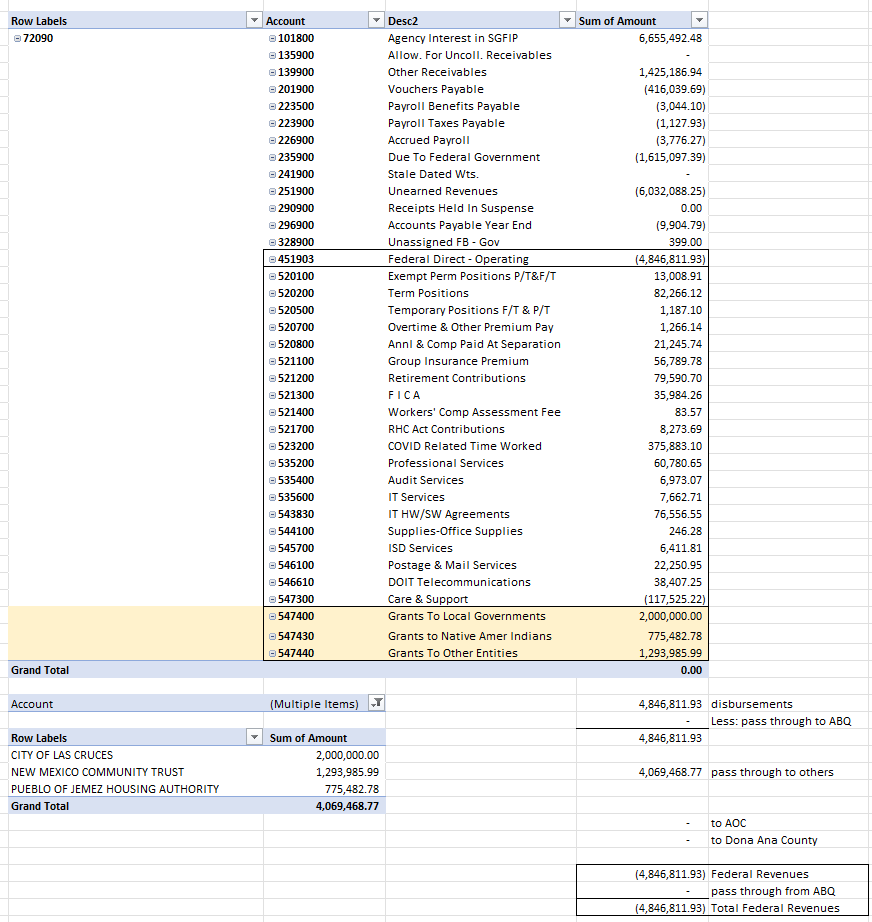 Row Labels Account Desc2 Sum of Amount
72090 101800 Agency Interest in SGFIP 6,655,492.48
135900 Allow. For Uncoll. Receivables -
139900 Other Receivables 1,425,186.94
201900 Vouchers Payable (416,039.69)
223500 Payroll Benefits Payable (3,044.10)
223900 Payroll Taxes Payable (1,127.93)
226900 Accrued Payroll (3,776.27)
235900 Due To Federal Government (1,615,097.39)
241900 Stale Dated Wts. -
251900 Unearned Revenues (6,032,088.25)
290900 Receipts Held In Suspense 0.00
296900 Accounts Payable Year End (9,904.79)
328900 Unassigned FB - Gov 399.00
451903 Federal Direct - Operating (4,846,811.93)
520100 Exempt Perm Positions P/T&F/T 13,008.91
520200 Term Positions 82,266.12
520500 Temporary Positions F/T & P/T 1,187.10
520700 Overtime & Other Premium Pay 1,266.14
520800 Annl & Comp Paid At Separation 21,245.74
521100 Group Insurance Premium 56,789.78
521200 Retirement Contributions 79,590.70
521300 F I C A 35,984.26
521400 Workers' Comp Assessment Fee 83.57
521700 RHC Act Contributions 8,273.69
523200 COVID Related Time Worked 375,883.10
535200 Professional Services 60,780.65
535400 Audit Services 6,973.07
535600 IT Services 7,662.71
543830 IT HW/SW Agreements 76,556.55
544100 Supplies-Office Supplies 246.28
545700 ISD Services 6,411.81
546100 Postage & Mail Services 22,250.95
546610 DOIT Telecommunications 38,407.25
547300 Care & Support (117,525.22)
547400 Grants To Local Governments 2,000,000.00
547430 Grants to Native Amer Indians 775,482.78
547440 Grants To Other Entities 1,293,985.99
Grand Total 0.00
Account (Multiple Items) 4,846,811.93 disbursements
- Less: pass through to ABQ
Row Labels Sum of Amount 4,846,811.93
CITY OF LAS CRUCES 2,000,000.00
NEW MEXICO COMMUNITY TRUST 1,293,985.99 4,069,468.77 pass through to others
PUEBLO OF JEMEZ HOUSING AUTHORITY 775,482.78
Grand Total 4,069,468.77
- to AOC
- to Dona Ana County
(4,846,811.93) Federal Revenues
- pass through from ABQ
(4,846,811.93) Total Federal Revenues